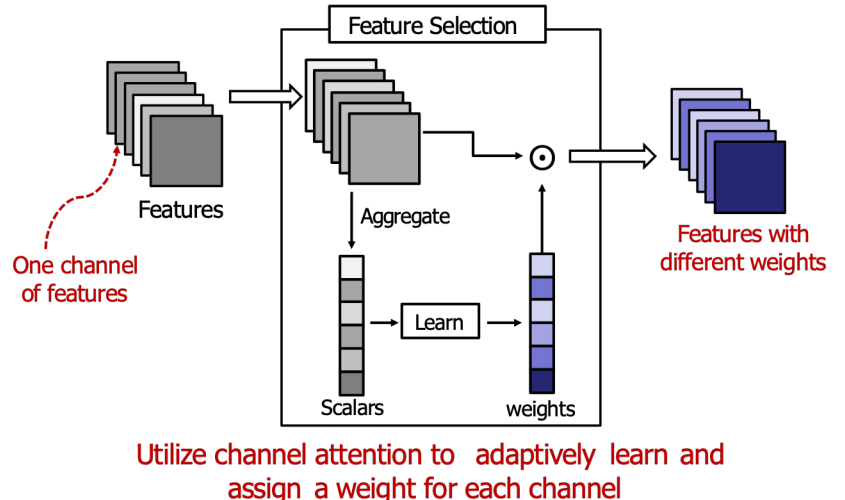 Feature Selection
Features
Aggregate
One channel
of features
Features with
different weights
Learn
Scalars
weights
Utilize channel attention to adaptively learn and
assign a weight for each channel